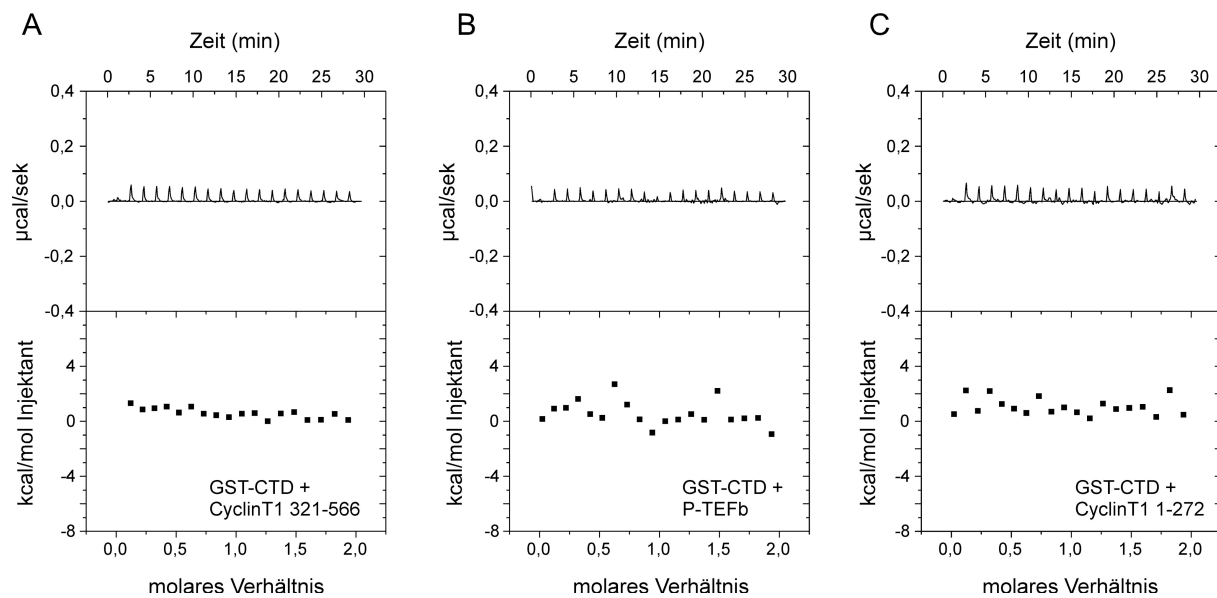 A
Zeit (min)
0 5 10 15 20 25 30
0,4
0,2
0,0
-0,2
-0,4
µcal/sek
4
0
-4
-8
kcal/mol Injektant
GST-CTD +
CyclinT1 321-566
0,0 0,5 1,0 1,5 2,0
molares Verhältnis
B
Zeit (min)
0 5 10 15 20 25 30
0,4
0,2
0,0
-0,2
-0,4
µcal/sek
4
0
-4
-8
kcal/mol Injektant
GST-CTD +
P-TEFb
0,0 0,5 1,0 1,5 2,0
molares Verhältnis
C
Zeit (min)
0 5 10 15 20 25 30
0,4
0,2
0,0
-0,2
-0,4
µcal/sek
4
0
-4
-8
kcal/mol Injektant
GST-CTD +
CyclinT1 1-272
0,0 0,5 1,0 1,5 2,0
molares Verhältnis